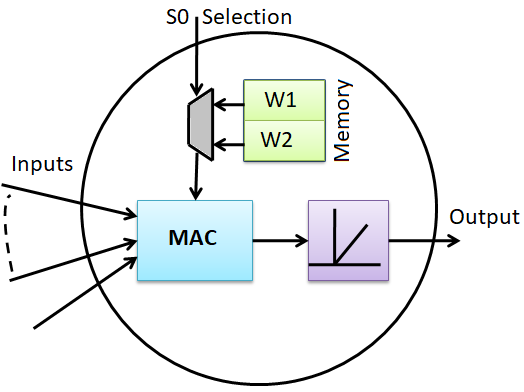 S0 Selection
W1
W2
Memory
Inputs
MAC
Output